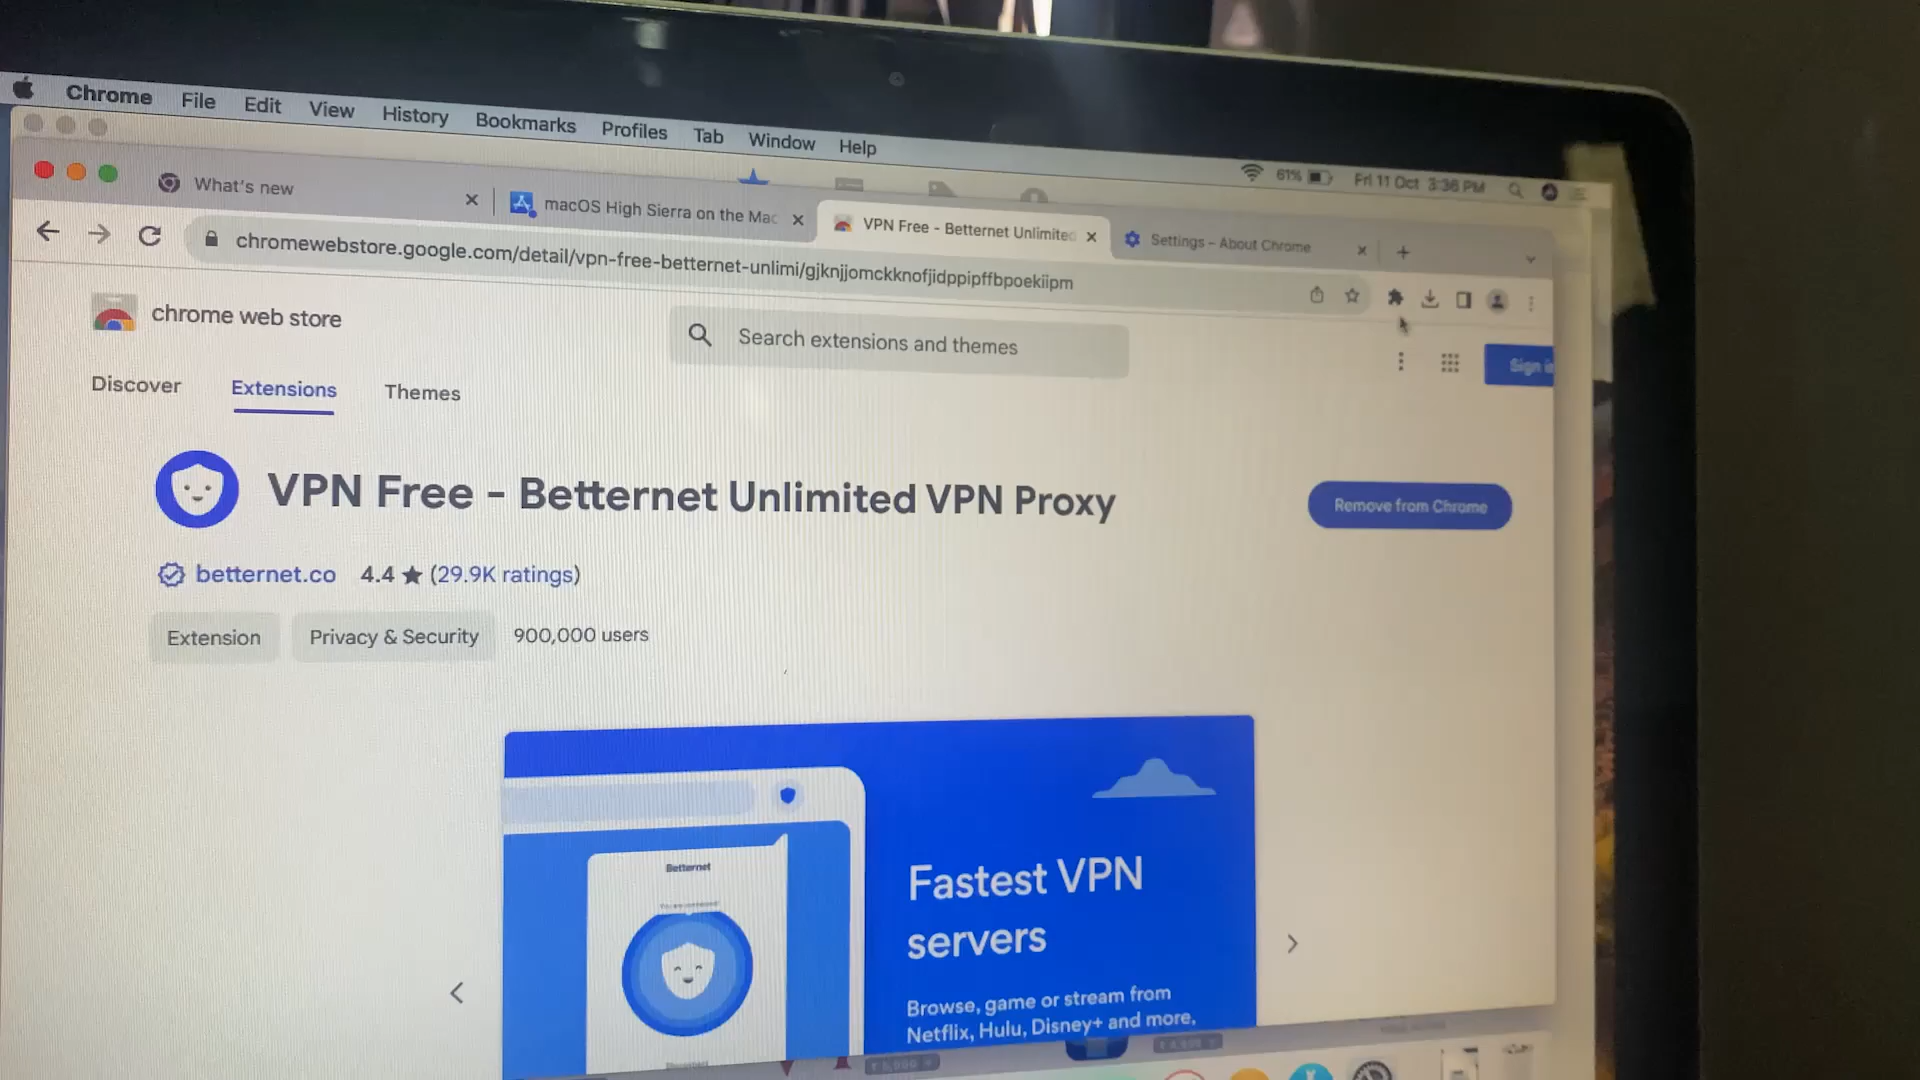 Chrome File Edit View History Bookmarks Profiles Tab Window Help
61% Fri 11 Oct 3:36 PM
What's new
macOS High Sierra on the Mac
VPN Free - Betternet Unlimited
Settings - About Chrome
chromewebstore.google.com/detail/vpn-free-betternet-unlimi/gjknjjomckknofjidppipffbpoekiipm
chrome web store
Search extensions and themes
Sign i
Discover Extensions Themes
VPN Free - Betternet Unlimited VPN Proxy
Remove from Chrome
betternet.co 4.4 ★ (29.9K ratings)
Extension Privacy & Security 900,000 users
Betternet
Fastest VPN
servers
Browse, game or stream from
Netflix, Hulu, Disney+ and more,